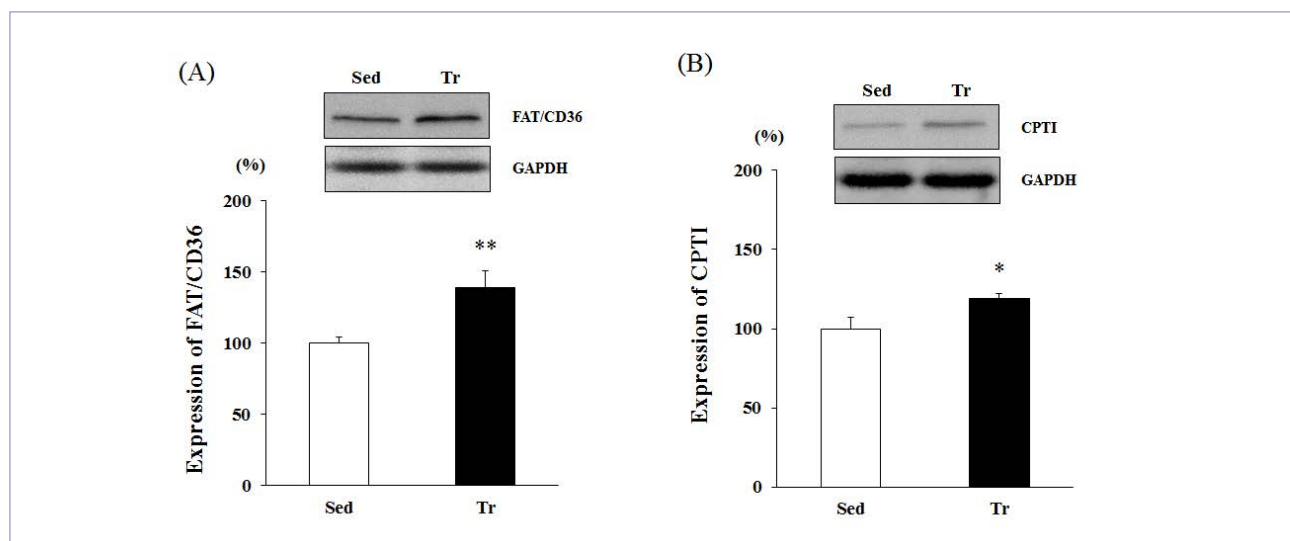 (A)
Sed Tr
FAT/CD36
GAPDH
(%)
200
150
100
50
0
Expression of FAT/CD36
**
Sed Tr
(B)
Sed Tr
CPTI
GAPDH
(%)
200
150
100
50
0
Expression of CPTI
*
Sed Tr